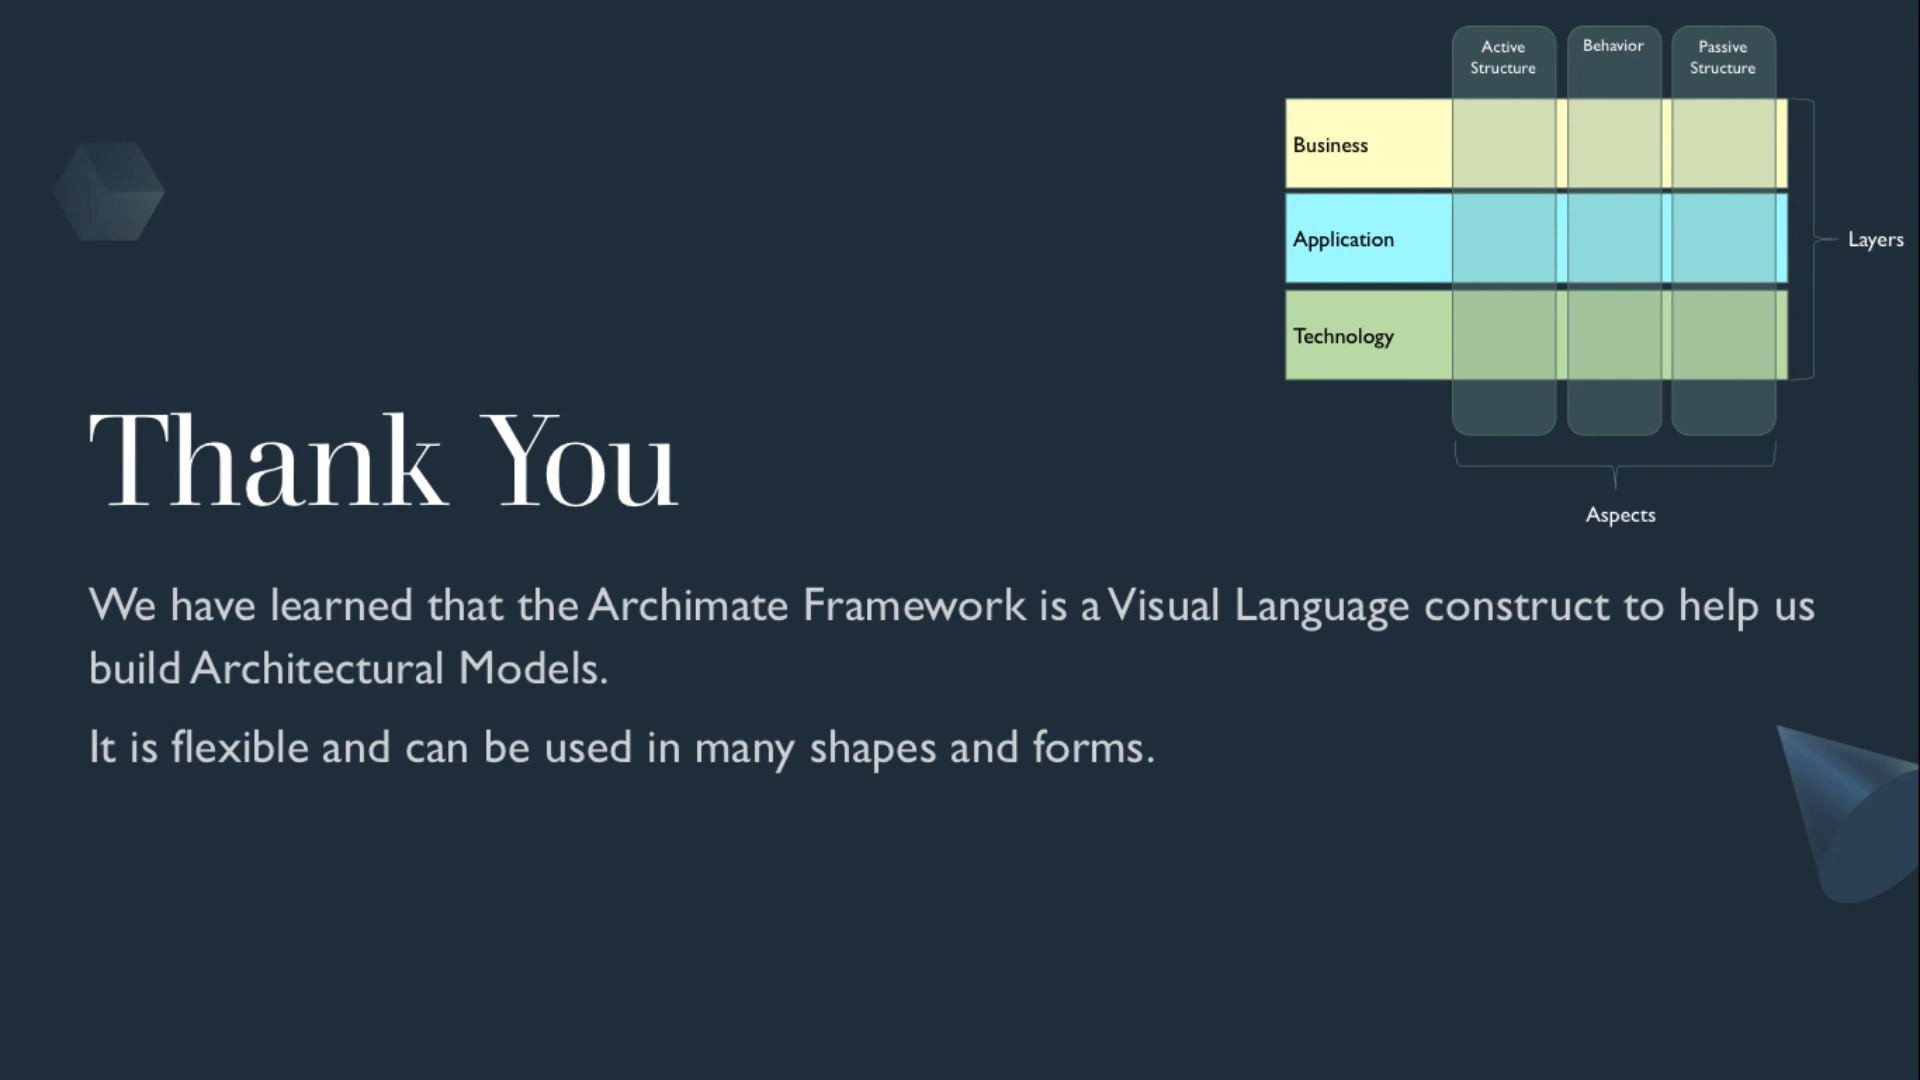 Active
Structure
Behavior
Passive
Structure
Business
Application
Technology
Layers
Aspects
Thank You
We have learned that the Archimate Framework is a Visual Language construct to help us
build Architectural Models.
It is flexible and can be used in many shapes and forms.